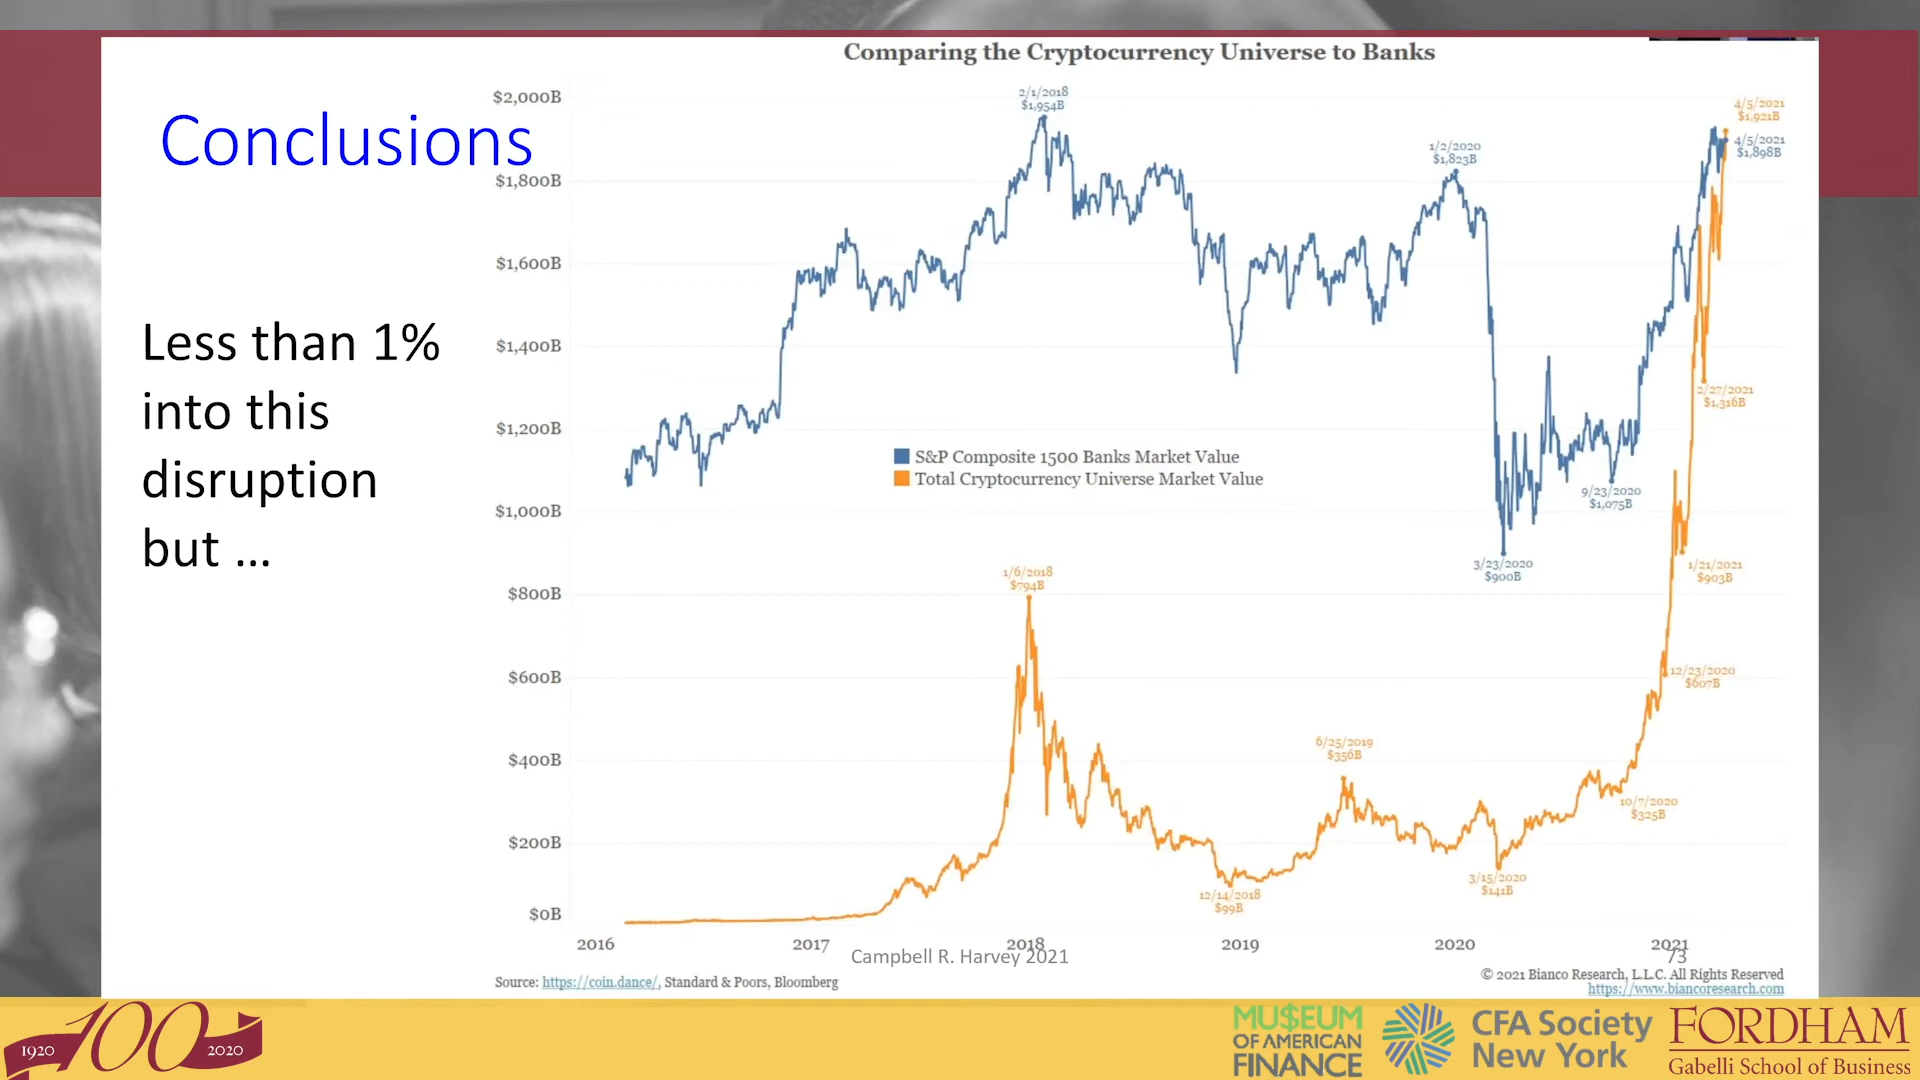 Comparing the Cryptocurrency Universe to Banks
Conclusions
Less than 1%
into this
disruption
but ...
$2,000B
$1,800B
$1,600B
$1,400B
$1,200B
$1,000B
$800B
$600B
$400B
$200B
$0B
2/1/2018
$1,954B
1/2/2020
$1,823B
4/5/2021
$1,921B
4/5/2021
$1,898B
2/27/2021
$1,316B
S&P Composite 1500 Banks Market Value
Total Cryptocurrency Universe Market Value
9/23/2020
$1,075B
3/23/2020
$900B
1/21/2021
$903B
1/6/2018
$794B
12/23/2020
$607B
6/25/2019
$356B
10/7/2020
$325B
3/15/2020
$141B
12/14/2018
$99B
2016
2017
2018
2019
2020
2021
Campbell R. Harvey 2021
73
Source: https://coin.dance/, Standard & Poors, Bloomberg
© 2021 Bianco Research, L.L.C. All Rights Reserved
https://www.biancoresearch.com
1920
100
2020
MU$EUM
OF AMERICAN
FINANCE
CFA Society
New York
FORDHAM
Gabelli School of Business